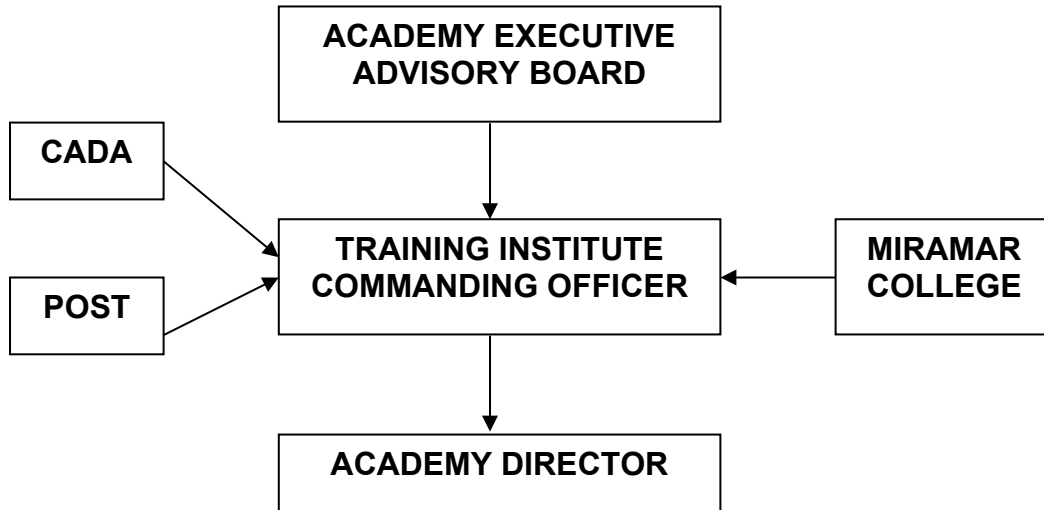 ACADEMY EXECUTIVE
ADVISORY BOARD
CADA
TRAINING INSTITUTE
COMMANDING OFFICER
MIRAMAR
COLLEGE
POST
ACADEMY DIRECTOR